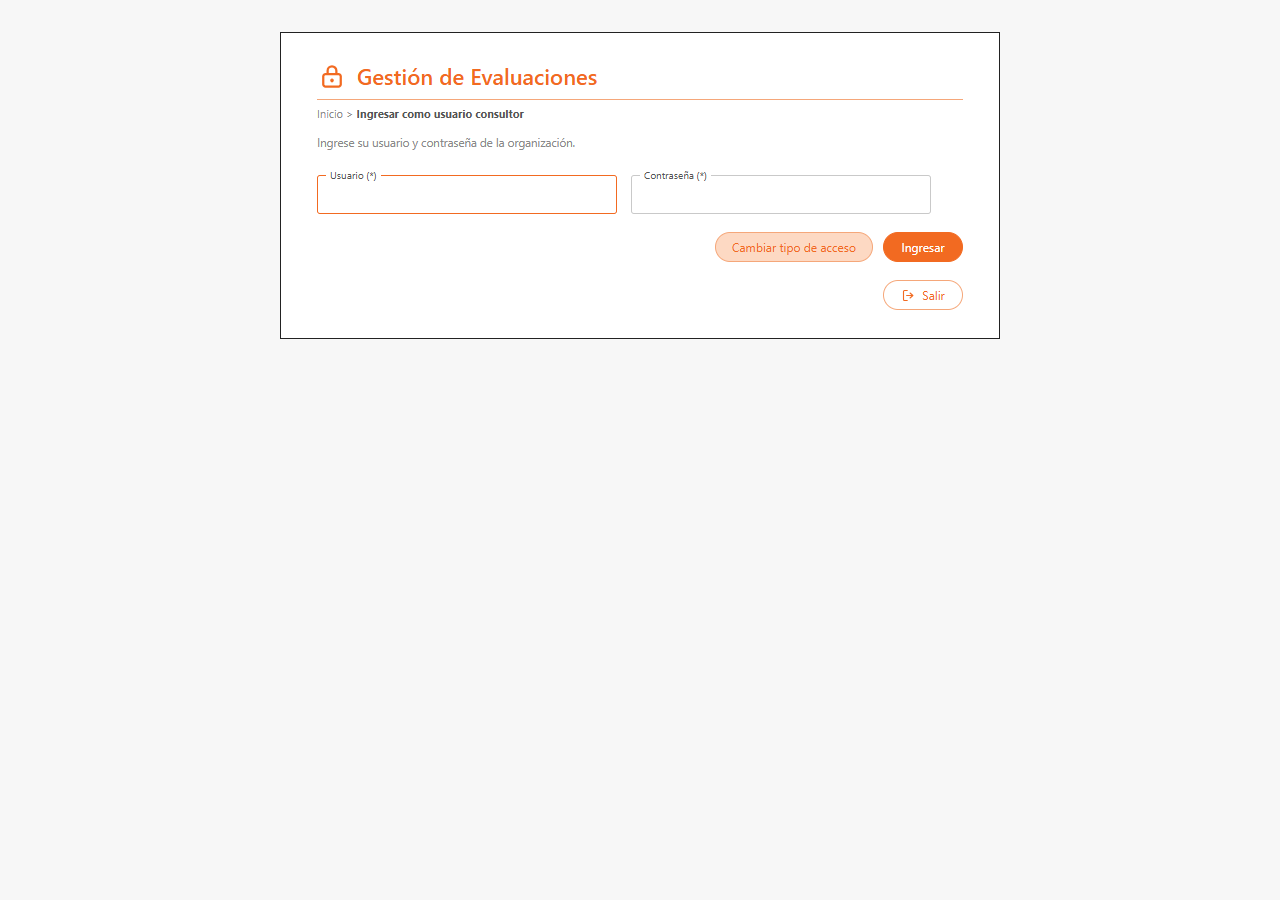 Gestión de Evaluaciones
Inicio > Ingresar como usuario consultor
Ingrese su usuario y contraseña de la organización.
Usuario (*) Contraseña (*)
Cambiar tipo de acceso Ingresar
Salir